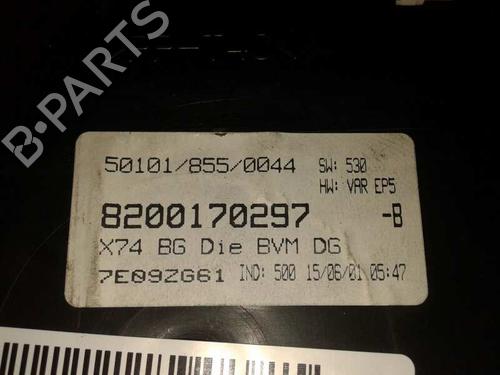 50101/855/0044 SW: 530
HW: VAR EP5
8200170297 -B
X74 BG Die BVM DG
7E09ZG61 IND: 500 15/06/01 05:47
B-PARTS